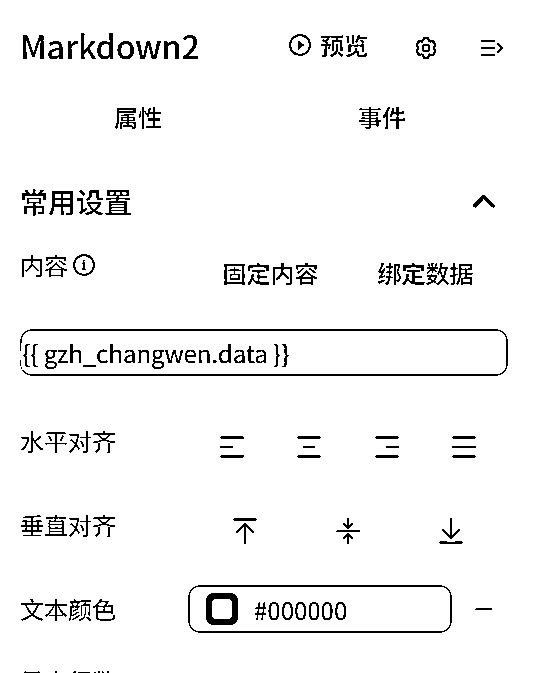 Markdown2 预览
属性 事件
常用设置
内容 固定内容 绑定数据
{{ gzh_changwen.data }}
水平对齐
垂直对齐
文本颜色 #000000